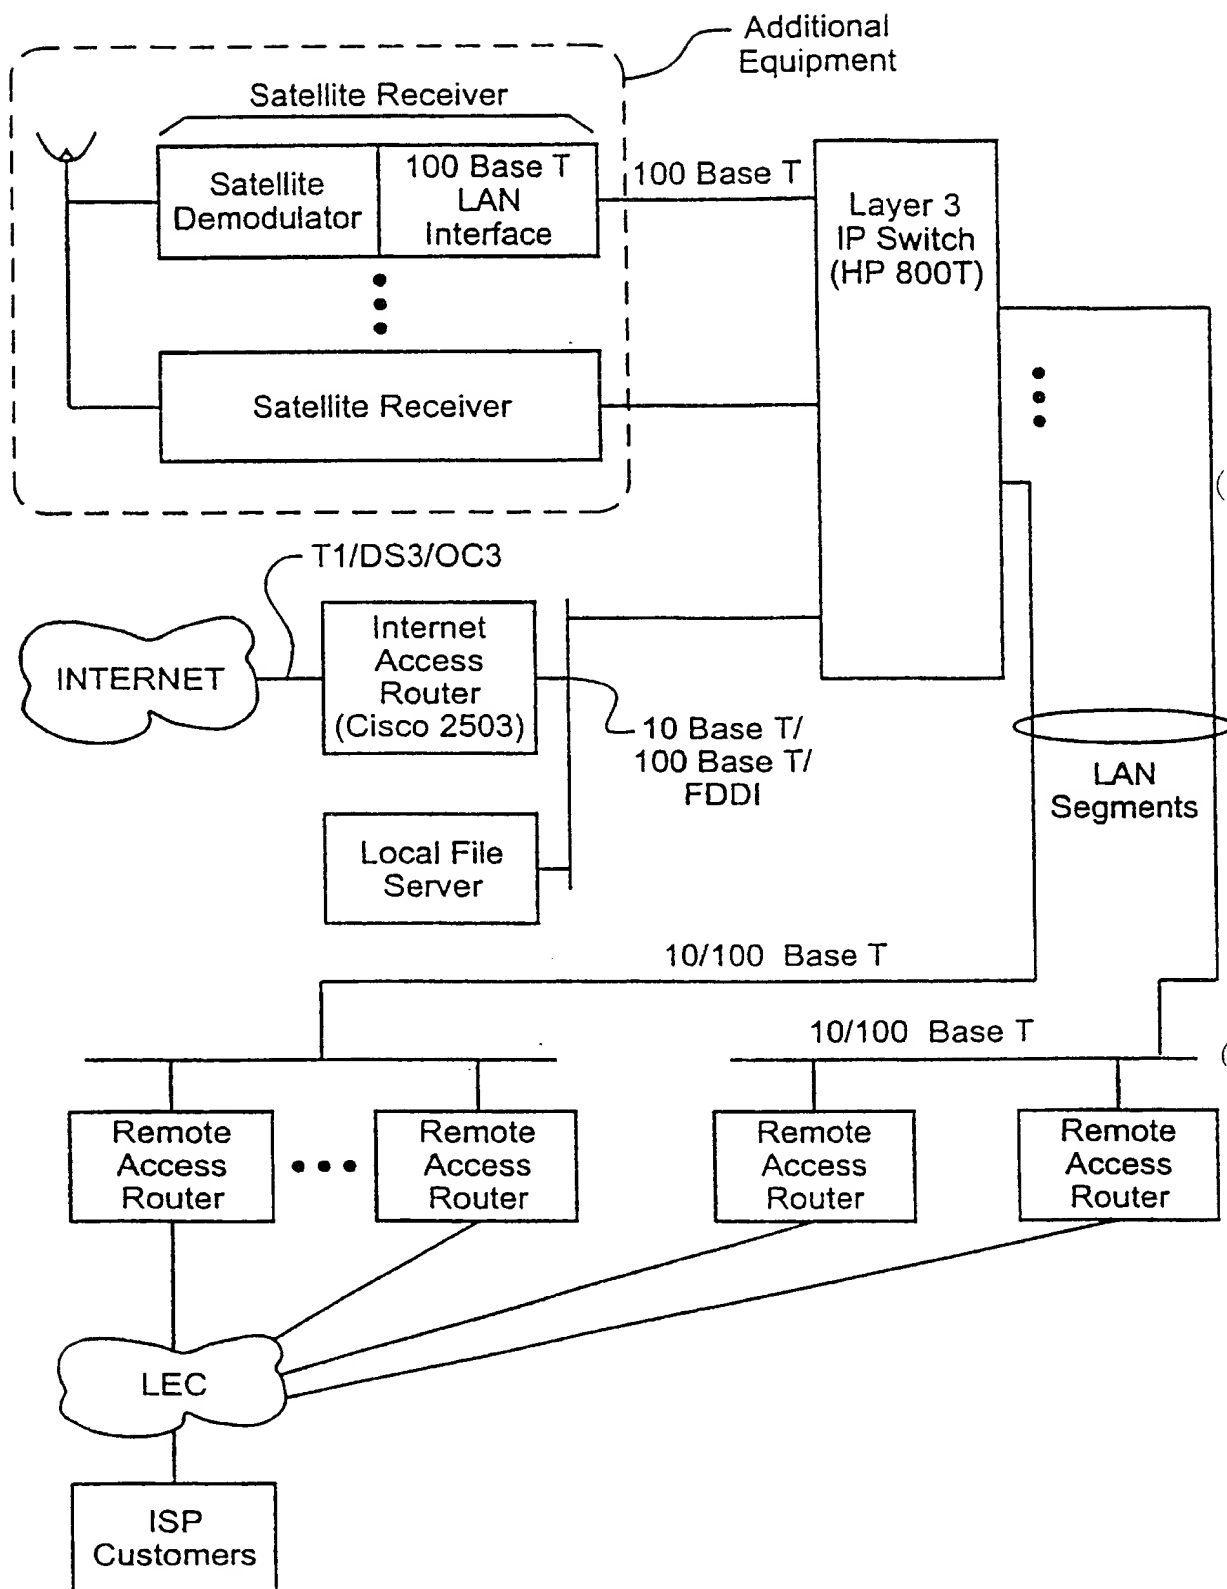 Additional
Equipment
Satellite Receiver
Satellite
Demodulator
100 Base T
LAN
Interface
100 Base T
Layer 3
IP Switch
(HP 800T)
Satellite Receiver
T1/DS3/OC3
INTERNET
Internet
Access
Router
(Cisco 2503)
10 Base T/
100 Base T/
FDDI
LAN
Segments
Local File
Server
10/100 Base T
10/100 Base T
Remote
Access
Router
Remote
Access
Router
Remote
Access
Router
Remote
Access
Router
LEC
ISP
Customers